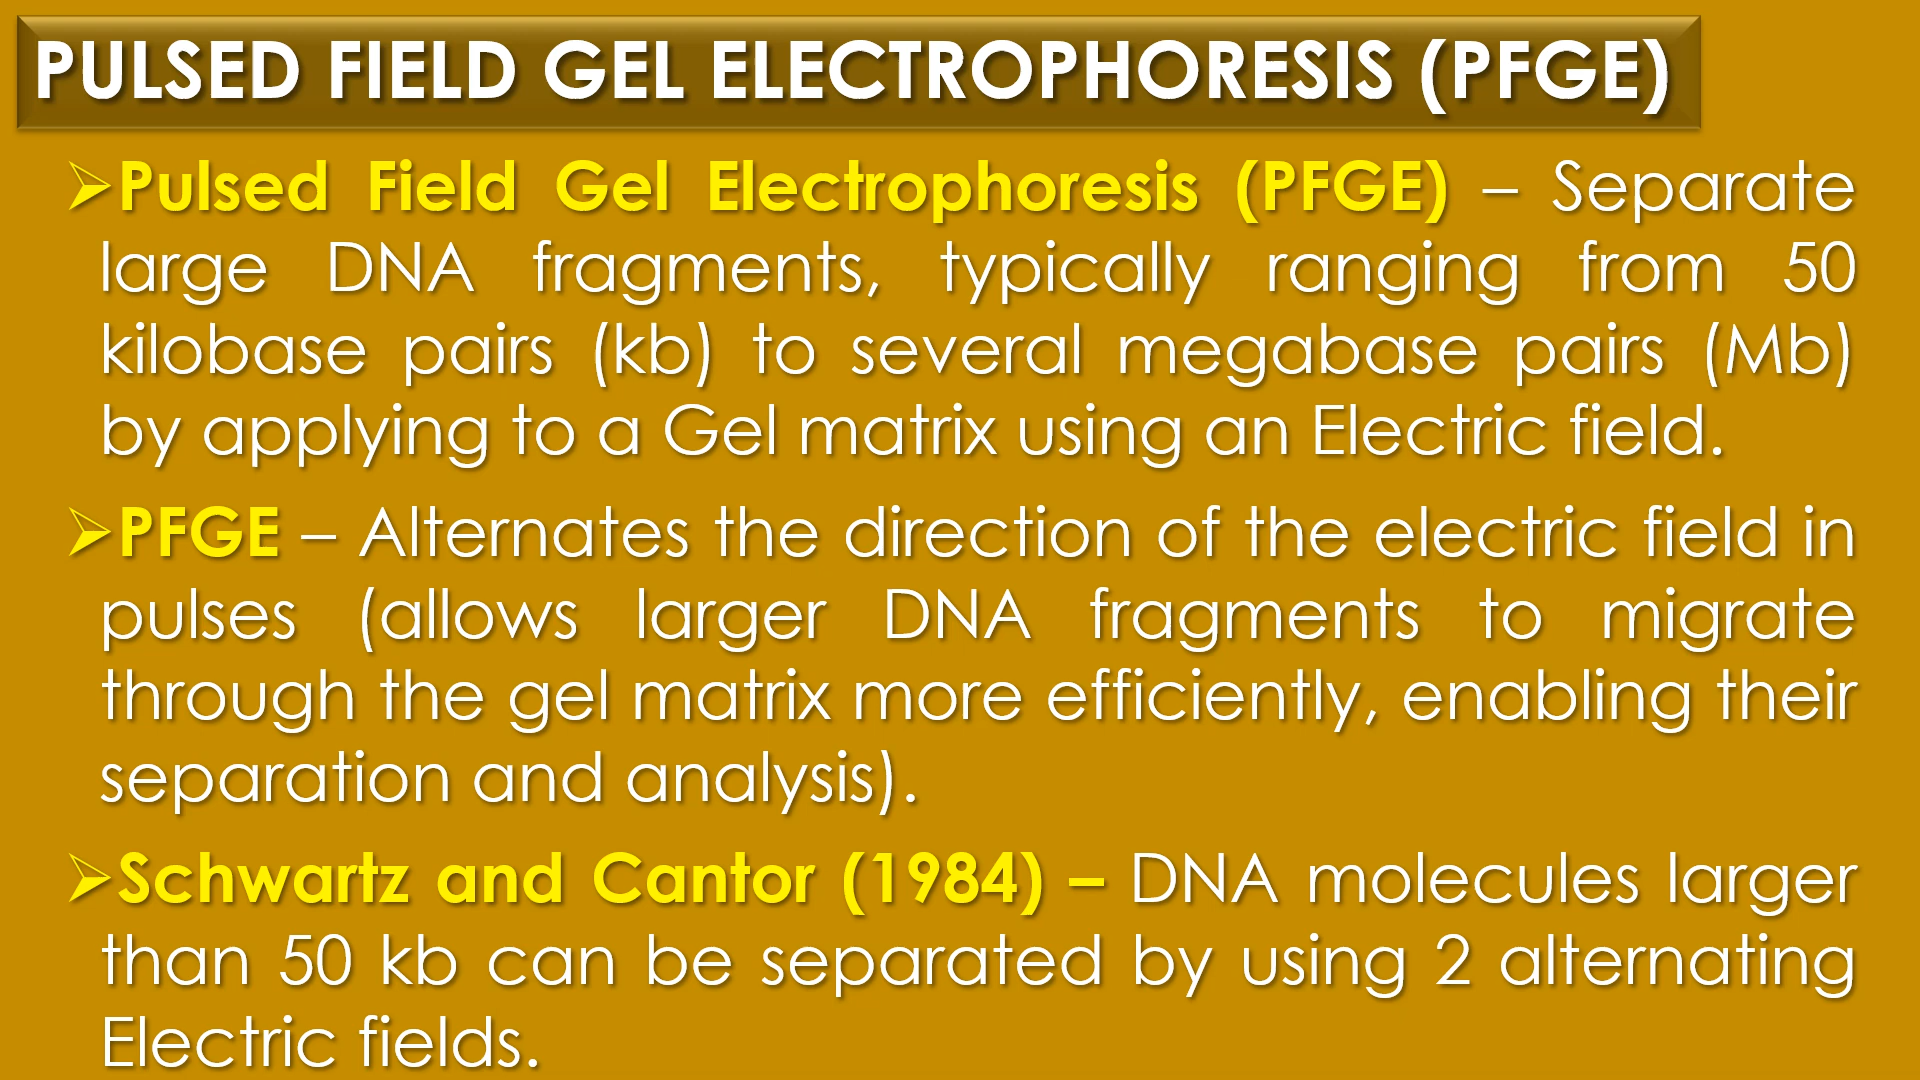 PULSED FIELD GEL ELECTROPHORESIS (PFGE)
➢Pulsed Field Gel Electrophoresis (PFGE) – Separate
large DNA fragments, typically ranging from 50
kilobase pairs (kb) to several megabase pairs (Mb)
by applying to a Gel matrix using an Electric field.
➢PFGE – Alternates the direction of the electric field in
pulses (allows larger DNA fragments to migrate
through the gel matrix more efficiently, enabling their
separation and analysis).
➢Schwartz and Cantor (1984) – DNA molecules larger
than 50 kb can be separated by using 2 alternating
Electric fields.